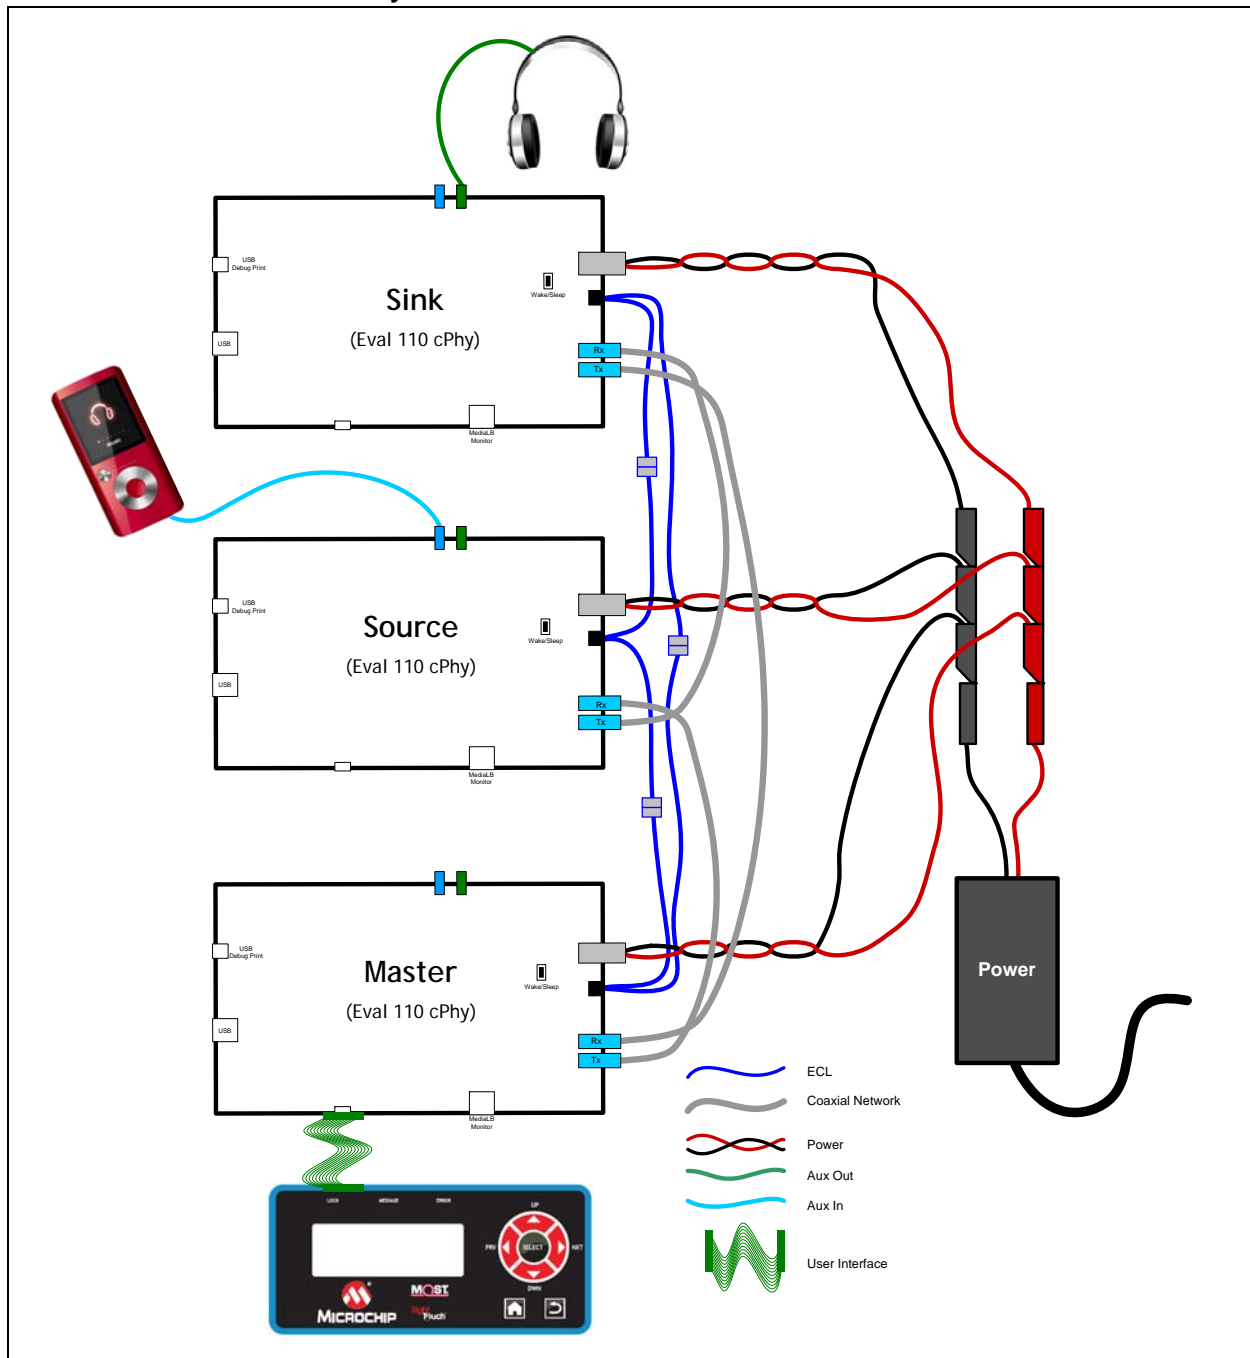 USB
Debug Print
Sink
(Eval 110 cPhy)
Wake/Sleep
USB
Rx
Tx
MediaLB
Monitor
USB
Debug Print
Source
(Eval 110 cPhy)
Wake/Sleep
USB
Rx
Tx
MediaLB
Monitor
USB
Debug Print
Master
(Eval 110 cPhy)
Wake/Sleep
USB
Rx
Tx
MediaLB
Monitor
Power
ECL
Coaxial Network
Power
Aux Out
Aux In
User Interface
LOCK MESSAGE ERROR
UP
PRV SELECT NXT
DWN
MICROCHIP
MOST